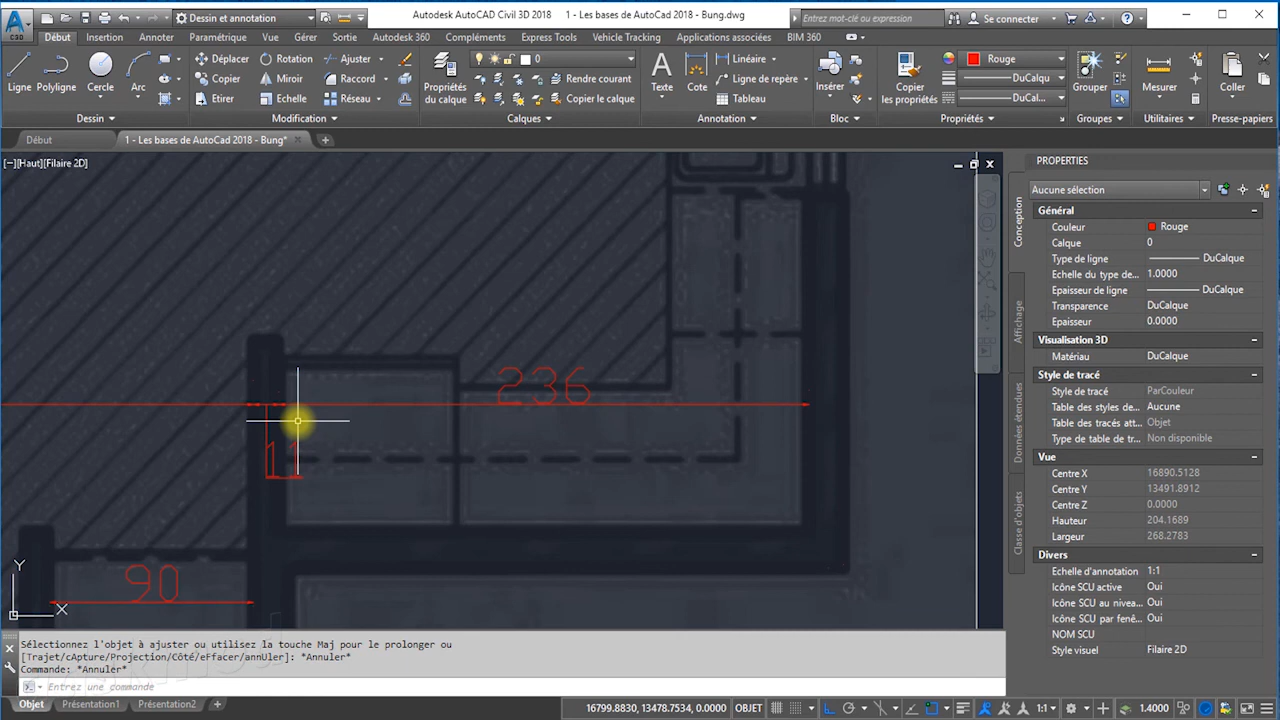 Dessin et annotation
Autodesk AutoCAD Civil 3D 2018
1 - Les bases de AutoCad 2018 - Bung.dwg
Entrez mot-clé ou expression
Se connecter
C3D
Début
Insertion
Annoter
Paramétrique
Vue
Gérer
Sortie
Autodesk 360
Compléments
Express Tools
Vehicle Tracking
Applications associées
BIM 360
Ligne
Polyligne
Cercle
Arc
Déplacer
Rotation
Ajuster
Copier
Miroir
Raccord
Etirer
Echelle
Réseau
Propriétés du calque
0
Rendre courant
Copier le calque
Texte
Cote
Linéaire
Ligne de repère
Tableau
Insérer
Copier les propriétés
Rouge
DuCalqu
DuCal...
Grouper
Mesurer
Coller
Dessin
Modification
Calques
Annotation
Bloc
Propriétés
Groupes
Utilitaires
Presse-papiers
Début
1 - Les bases de AutoCad 2018 - Bung*
[−][Haut][Filaire 2D]
236
11
90
Y
X
PROPERTIES
Aucune sélection
Conception
Affichage
Données étendues
Classe d'objets
Général
Couleur Rouge
Calque 0
Type de ligne DuCalque
Echelle du type de... 1.0000
Epaisseur de ligne DuCalque
Transparence DuCalque
Epaisseur 0.0000
Visualisation 3D
Matériau DuCalque
Style de tracé
Style de tracé ParCouleur
Table des styles de... Aucune
Table des tracés att... Objet
Type de table de tr... Non disponible
Vue
Centre X 16890.5128
Centre Y 13491.8912
Centre Z 0.0000
Hauteur 204.1689
Largeur 268.2783
Divers
Echelle d'annotation 1:1
Icône SCU active Oui
Icône SCU au nivea... Oui
Icône SCU par fenê... Oui
NOM SCU
Style visuel Filaire 2D
Sélectionnez l'objet à ajuster ou utilisez la touche Maj pour le prolonger ou
[Trajet/cApture/Projection/Côté/eFfacer/annUler]: *Annuler*
Commande: *Annuler*
Entrez une commande
Objet
Présentation1
Présentation2
16799.8830, 13478.7534, 0.0000
OBJET
1:1
1.4000